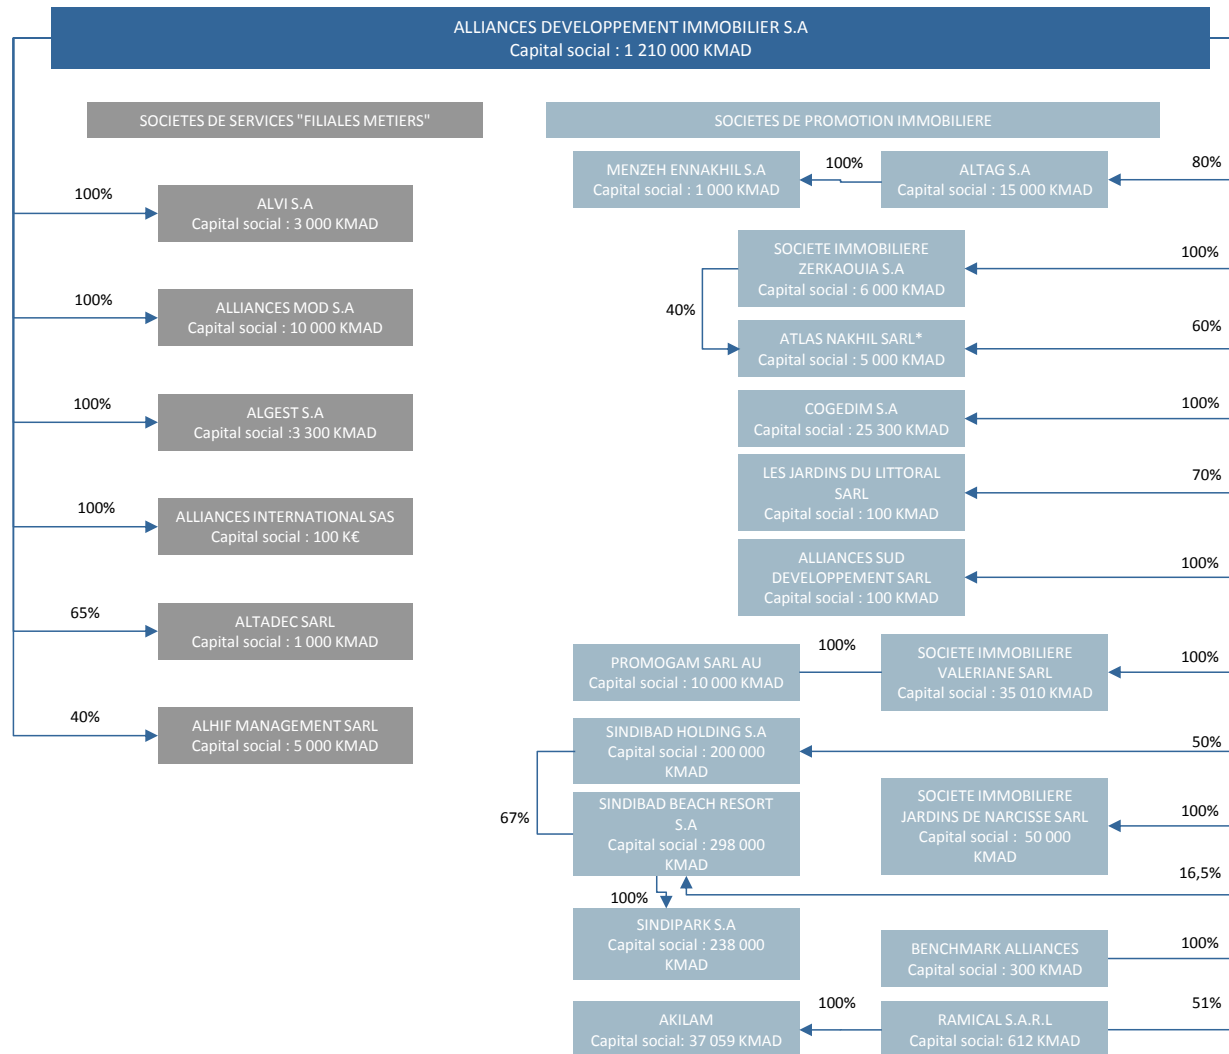 ALLIANCES DEVELOPPEMENT IMMOBILIER S.A
Capital social : 1 210 000 KMAD
SOCIETES DE SERVICES "FILIALES METIERS"
100%
ALVI S.A
Capital social : 3 000 KMAD
100%
ALLIANCES MOD S.A
Capital social : 10 000 KMAD
100%
ALGEST S.A
Capital social :3 300 KMAD
100%
ALLIANCES INTERNATIONAL SAS
Capital social : 100 K€
65%
ALTADEC SARL
Capital social : 1 000 KMAD
40%
ALHIF MANAGEMENT SARL
Capital social : 5 000 KMAD
SOCIETES DE PROMOTION IMMOBILIERE
MENZEH ENNAKHIL S.A
Capital social : 1 000 KMAD
100%
ALTAG S.A
Capital social : 15 000 KMAD
80%
SOCIETE IMMOBILIERE
ZERKAOUIA S.A
Capital social : 6 000 KMAD
100%
40%
ATLAS NAKHIL SARL*
Capital social : 5 000 KMAD
60%
COGEDIM S.A
Capital social : 25 300 KMAD
100%
LES JARDINS DU LITTORAL
SARL
Capital social : 100 KMAD
70%
ALLIANCES SUD
DEVELOPPEMENT SARL
Capital social : 100 KMAD
100%
PROMOGAM SARL AU
Capital social : 10 000 KMAD
100%
SOCIETE IMMOBILIERE
VALERIANE SARL
Capital social : 35 010 KMAD
100%
SINDIBAD HOLDING S.A
Capital social : 200 000
KMAD
50%
67%
SINDIBAD BEACH RESORT
S.A
Capital social : 298 000
KMAD
SOCIETE IMMOBILIERE
JARDINS DE NARCISSE SARL
Capital social :  50 000
KMAD
100%
16,5%
100%
SINDIPARK S.A
Capital social : 238 000
KMAD
BENCHMARK ALLIANCES
Capital social : 300 KMAD
100%
AKILAM
Capital social: 37 059 KMAD
100%
RAMICAL S.A.R.L
Capital social: 612 KMAD
51%